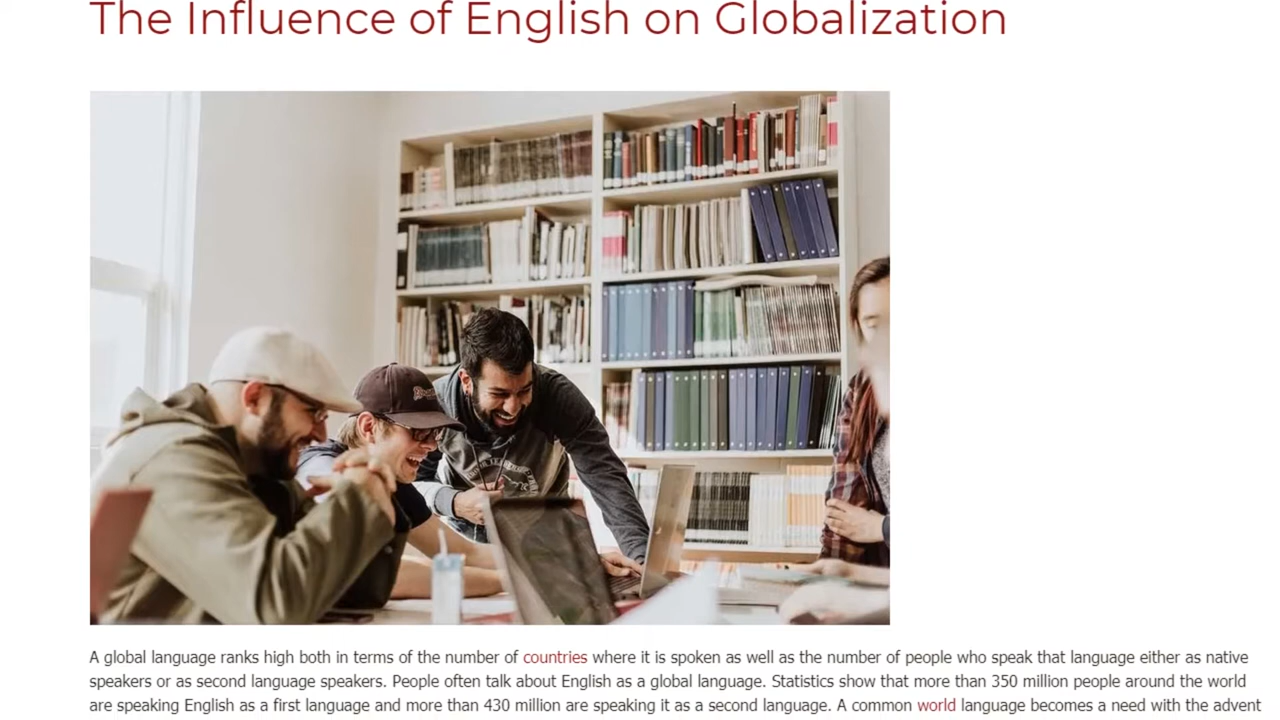 The Influence of English on Globalization
A global language ranks high both in terms of the number of countries where it is spoken as well as the number of people who speak that language either as native
speakers or as second language speakers. People often talk about English as a global language. Statistics show that more than 350 million people around the world
are speaking English as a first language and more than 430 million are speaking it as a second language. A common world language becomes a need with the advent